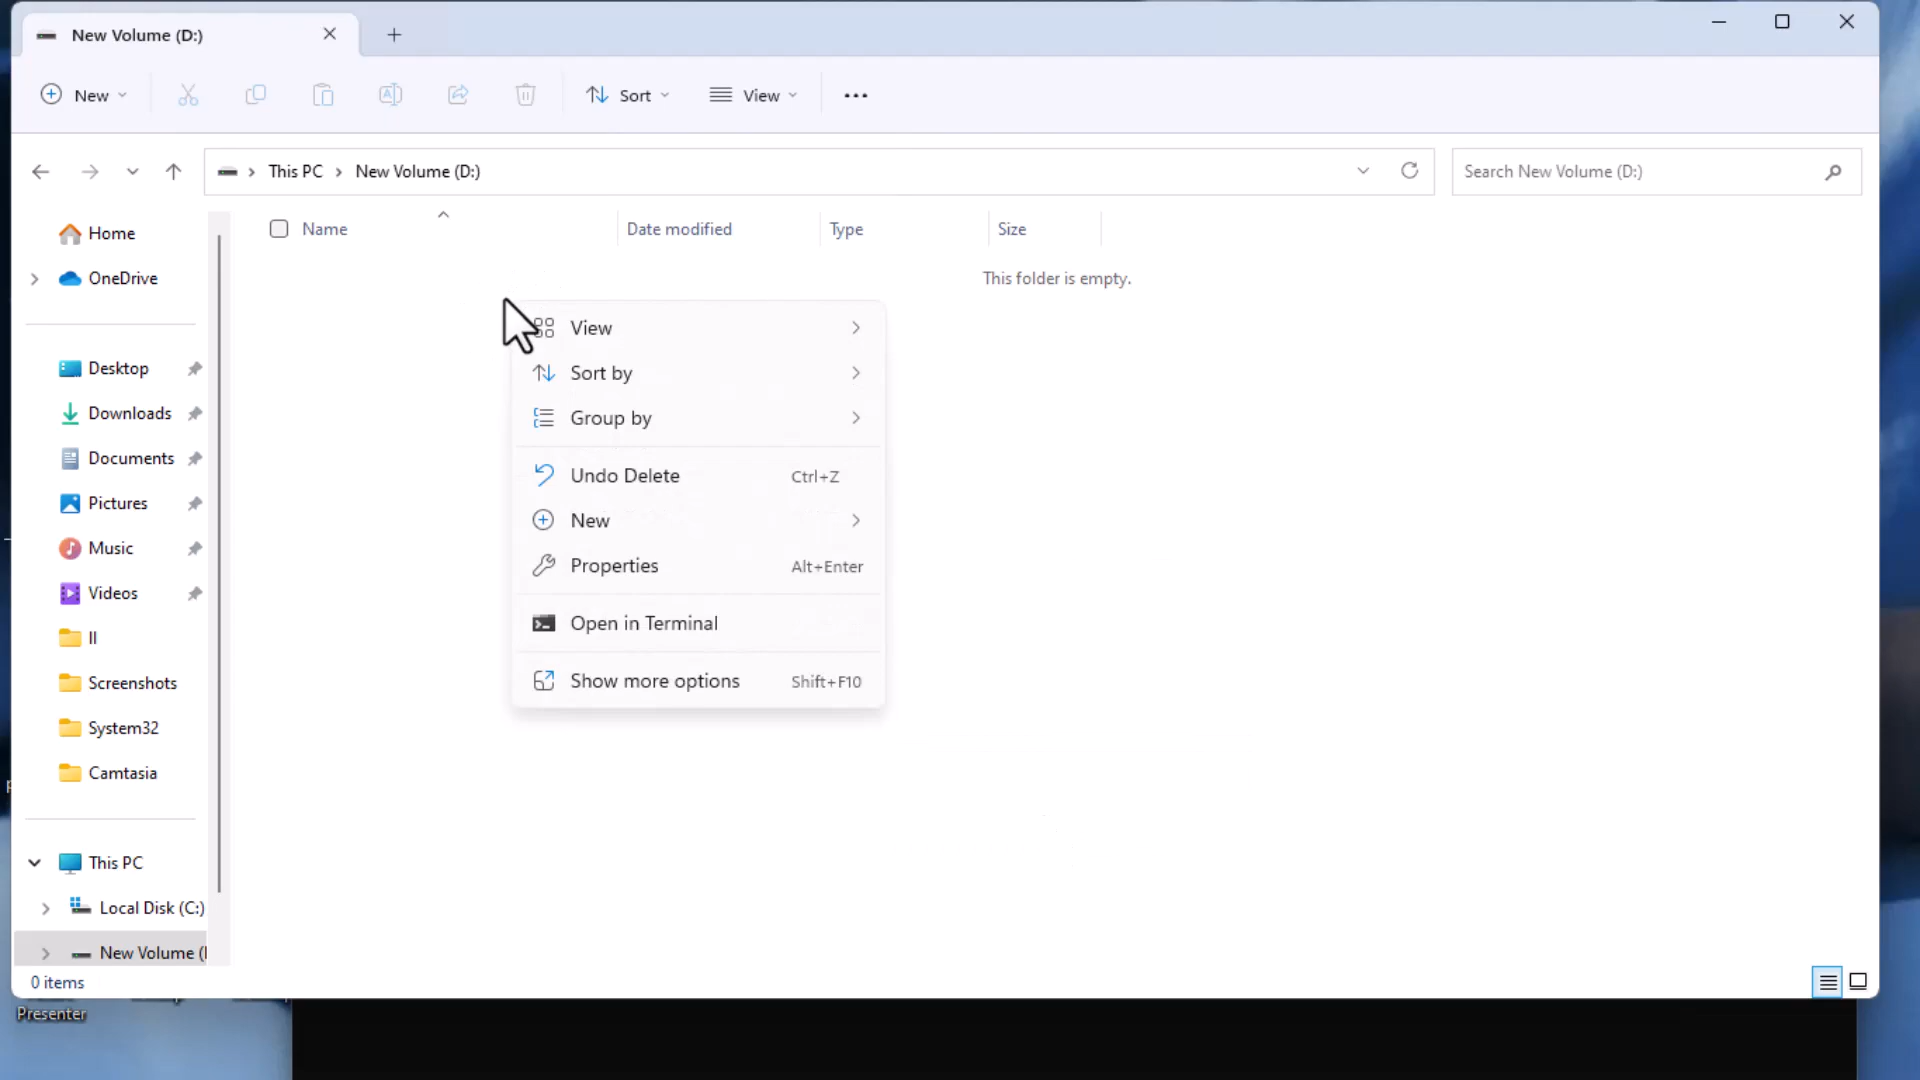 New Volume (D:)
New
Sort
View
This PC
New Volume (D:)
Search New Volume (D:)
Name
Date modified
Type
Size
This folder is empty.
Home
OneDrive
Desktop
Downloads
Documents
Pictures
Music
Videos
II
Screenshots
System32
Camtasia
This PC
Local Disk (C:)
New Volume (
View
Sort by
Group by
Undo Delete Ctrl+Z
New
Properties Alt+Enter
Open in Terminal
Show more options Shift+F10
0 items
Presenter